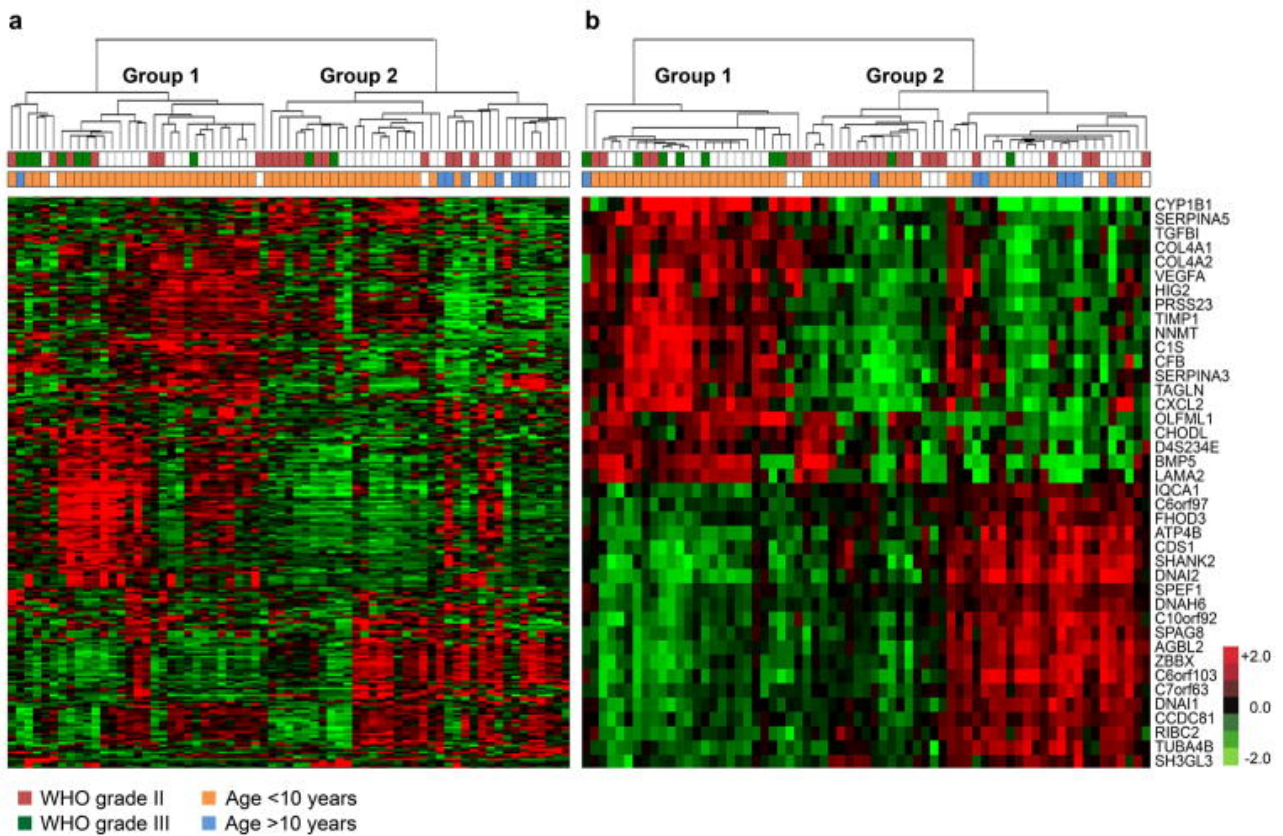 a
b
Group 1
Group 2
Group 1
Group 2
CYP1B1
SERPINA5
TGFBI
COL4A1
COL4A2
VEGFA
HIG2
PRSS23
TIMP1
NNMT
C1S
CFB
SERPINA3
TAGLN
CXCL2
OLFML1
CHODL
D4S234E
BMP5
LAMA2
IQCA1
C6orf97
FHOD3
ATP4B
CDS1
SHANK2
DNAI2
SPEF1
DNAH6
C10orf92
SPAG8
AGBL2
ZBBX
C6orf103
C7orf63
DNAI1
CCDC81
RIBC2
TUBA4B
SH3GL3
+2.0
0.0
-2.0
WHO grade II
Age <10 years
WHO grade III
Age >10 years